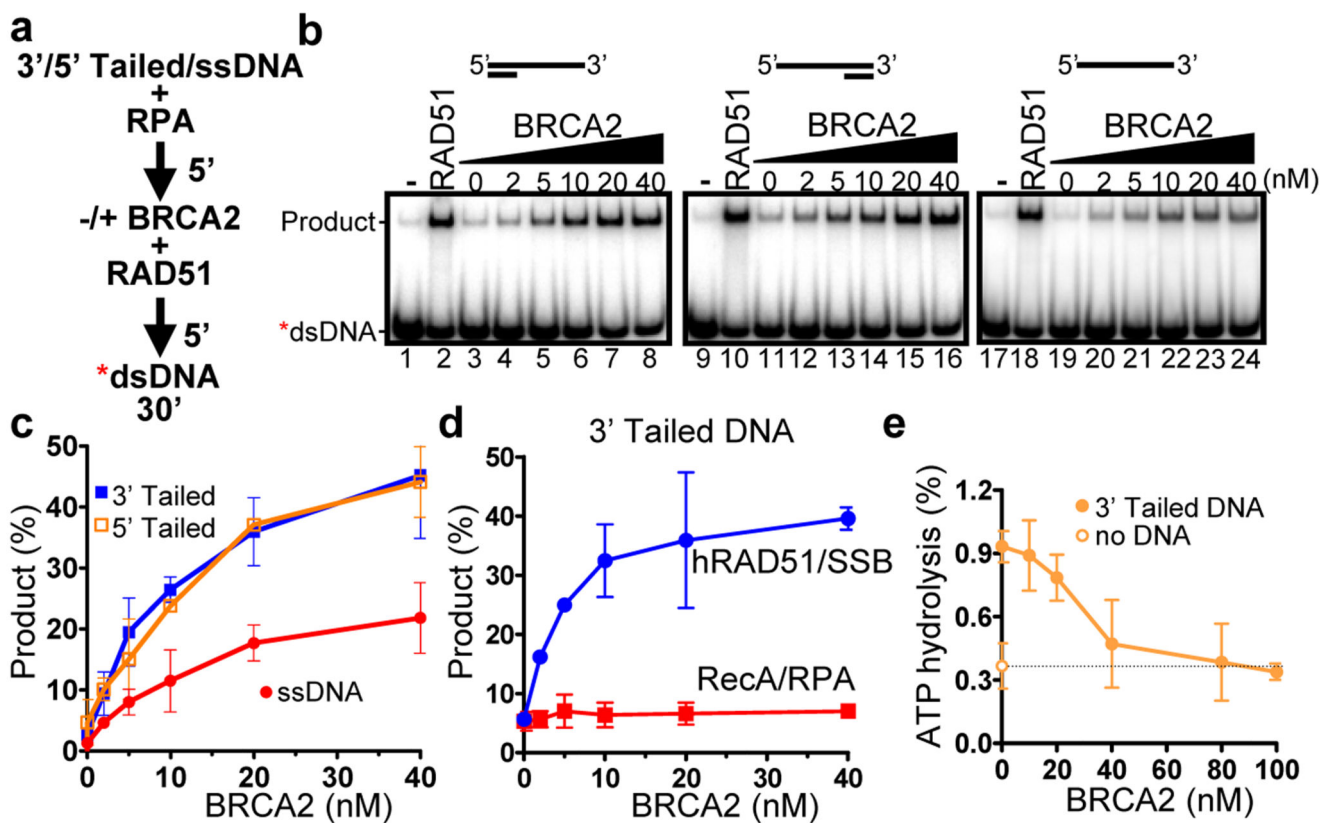 a
3'/5' Tailed/ssDNA
+
RPA
5'
-/+ BRCA2
+
RAD51
5'
*dsDNA
30'
b
5' 3'
RAD51
BRCA2
- 0 2 5 10 20 40
Product
*dsDNA
1 2 3 4 5 6 7 8
5' 3'
RAD51
BRCA2
- 0 2 5 10 20 40
9 10 11 12 13 14 15 16
5' 3'
RAD51
BRCA2
- 0 2 5 10 20 40 (nM)
17 18 19 20 21 22 23 24
c
Product (%)
50
40
30
20
10
0
3' Tailed
5' Tailed
ssDNA
0 10 20 30 40
BRCA2 (nM)
d
3' Tailed DNA
Product (%)
50
40
30
20
10
0
hRAD51/SSB
RecA/RPA
0 10 20 30 40
BRCA2 (nM)
e
ATP hydrolysis (%)
1.2
0.9
0.6
0.3
0.0
3' Tailed DNA
no DNA
0 20 40 60 80 100
BRCA2 (nM)